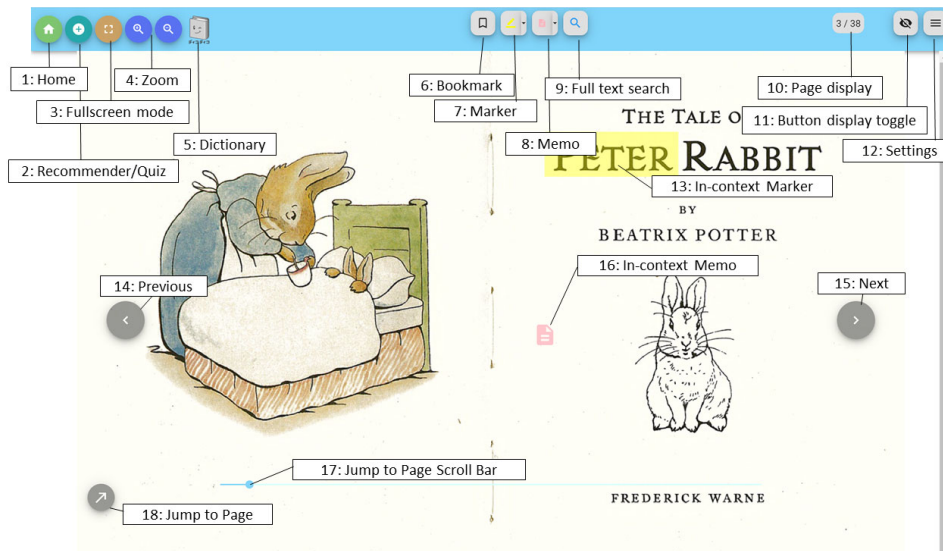 3 / 38
1: Home
4: Zoom
6: Bookmark
9: Full text search
10: Page display
3: Fullscreen mode
7: Marker
THE TALE O
11: Button display toggle
5: Dictionary
8: Memo
12: Settings
PETER RABBIT
2: Recommender/Quiz
13: In-context Marker
BY
BEATRIX POTTER
16: In-context Memo
14: Previous
15: Next
17: Jump to Page Scroll Bar
FREDERICK WARNE
18: Jump to Page